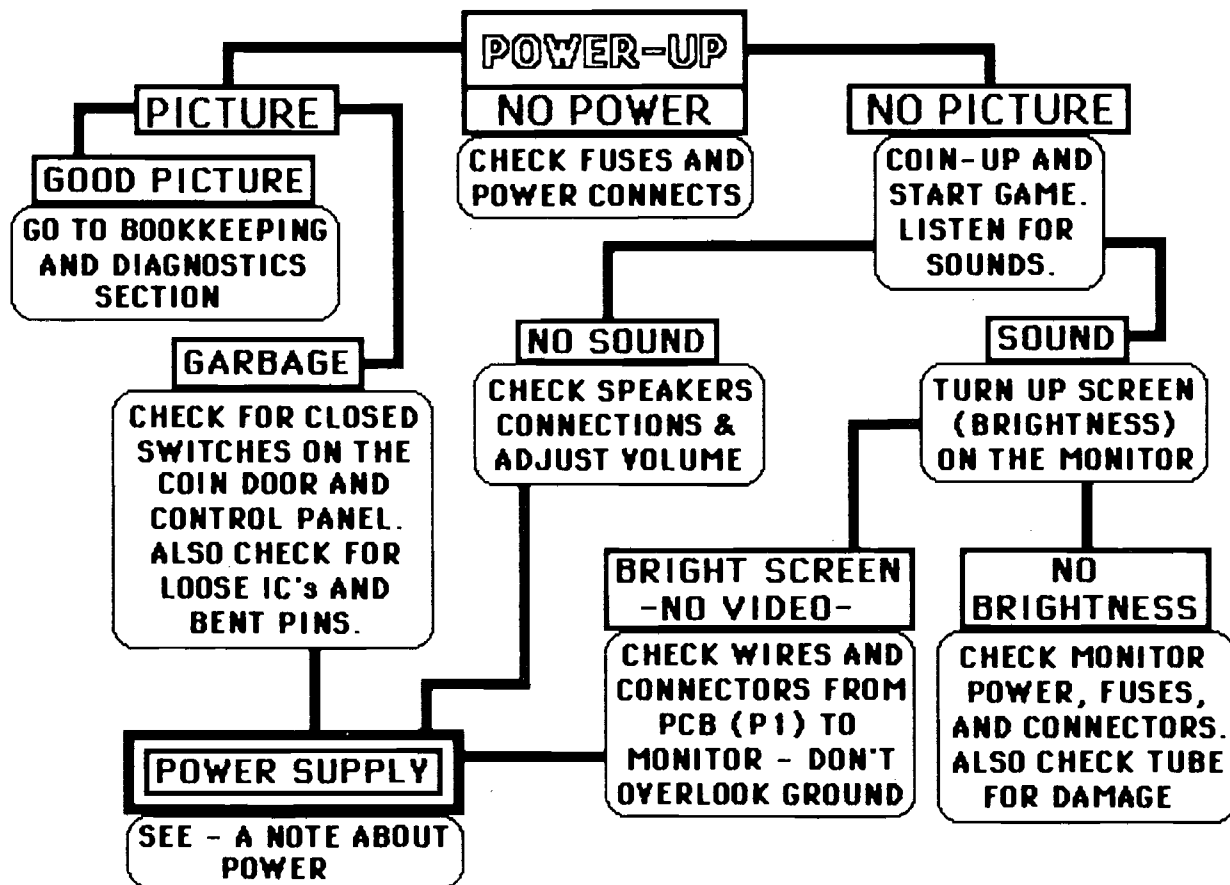 POWER-UP
NO POWER
CHECK FUSES AND
POWER CONNECTS
PICTURE
GOOD PICTURE
GO TO BOOKKEEPING
AND DIAGNOSTICS
SECTION
GARBAGE
CHECK FOR CLOSED
SWITCHES ON THE
COIN DOOR AND
CONTROL PANEL.
ALSO CHECK FOR
LOOSE IC's AND
BENT PINS.
NO PICTURE
COIN-UP AND
START GAME.
LISTEN FOR
SOUNDS.
NO SOUND
CHECK SPEAKERS
CONNECTIONS &
ADJUST VOLUME
SOUND
TURN UP SCREEN
(BRIGHTNESS)
ON THE MONITOR
BRIGHT SCREEN
-NO VIDEO-
CHECK WIRES AND
CONNECTORS FROM
PCB (P1) TO
MONITOR - DON'T
OVERLOOK GROUND
NO
BRIGHTNESS
CHECK MONITOR
POWER, FUSES,
AND CONNECTORS.
ALSO CHECK TUBE
FOR DAMAGE
POWER SUPPLY
SEE - A NOTE ABOUT
POWER